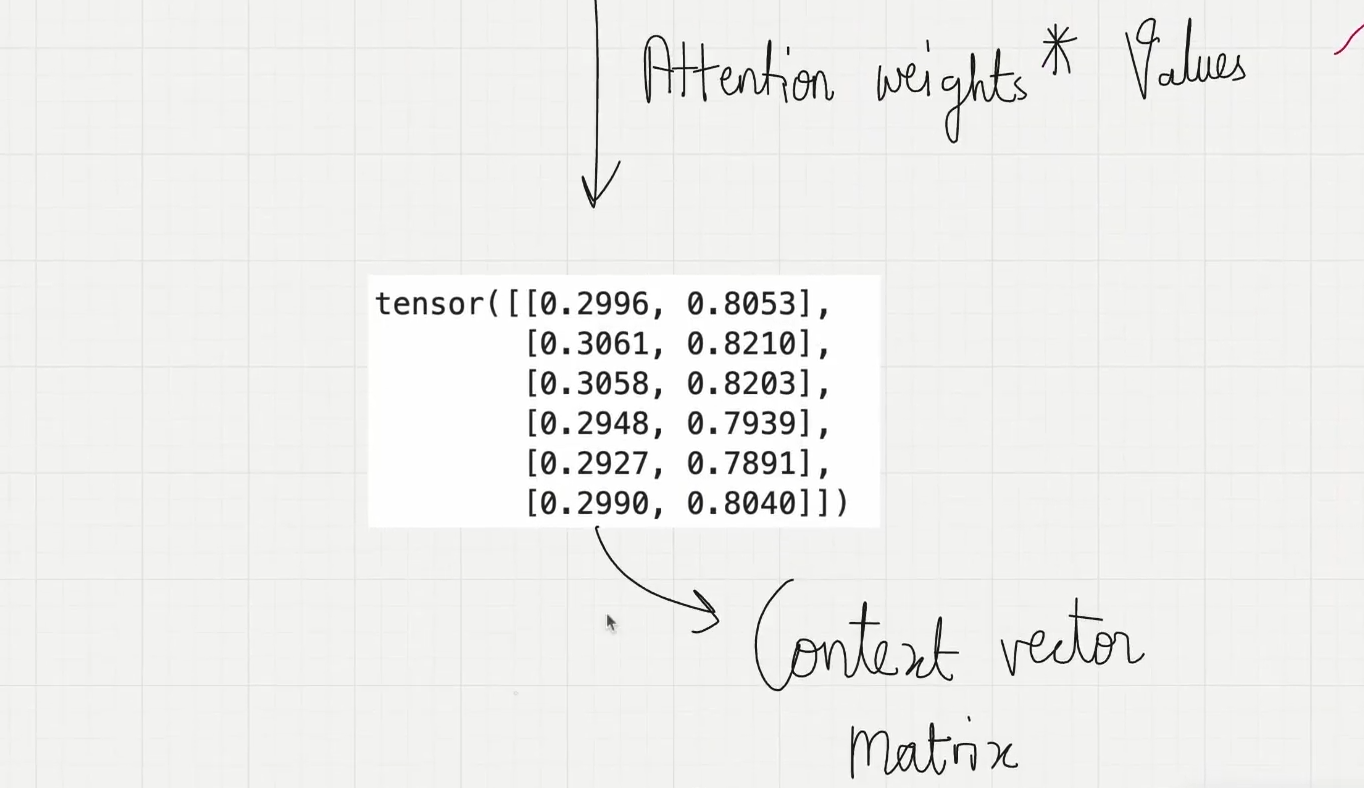 Attention weights * Values
tensor([[0.2996, 0.8053],
[0.3061, 0.8210],
[0.3058, 0.8203],
[0.2948, 0.7939],
[0.2927, 0.7891],
[0.2990, 0.8040]])
Context vector
Matrix